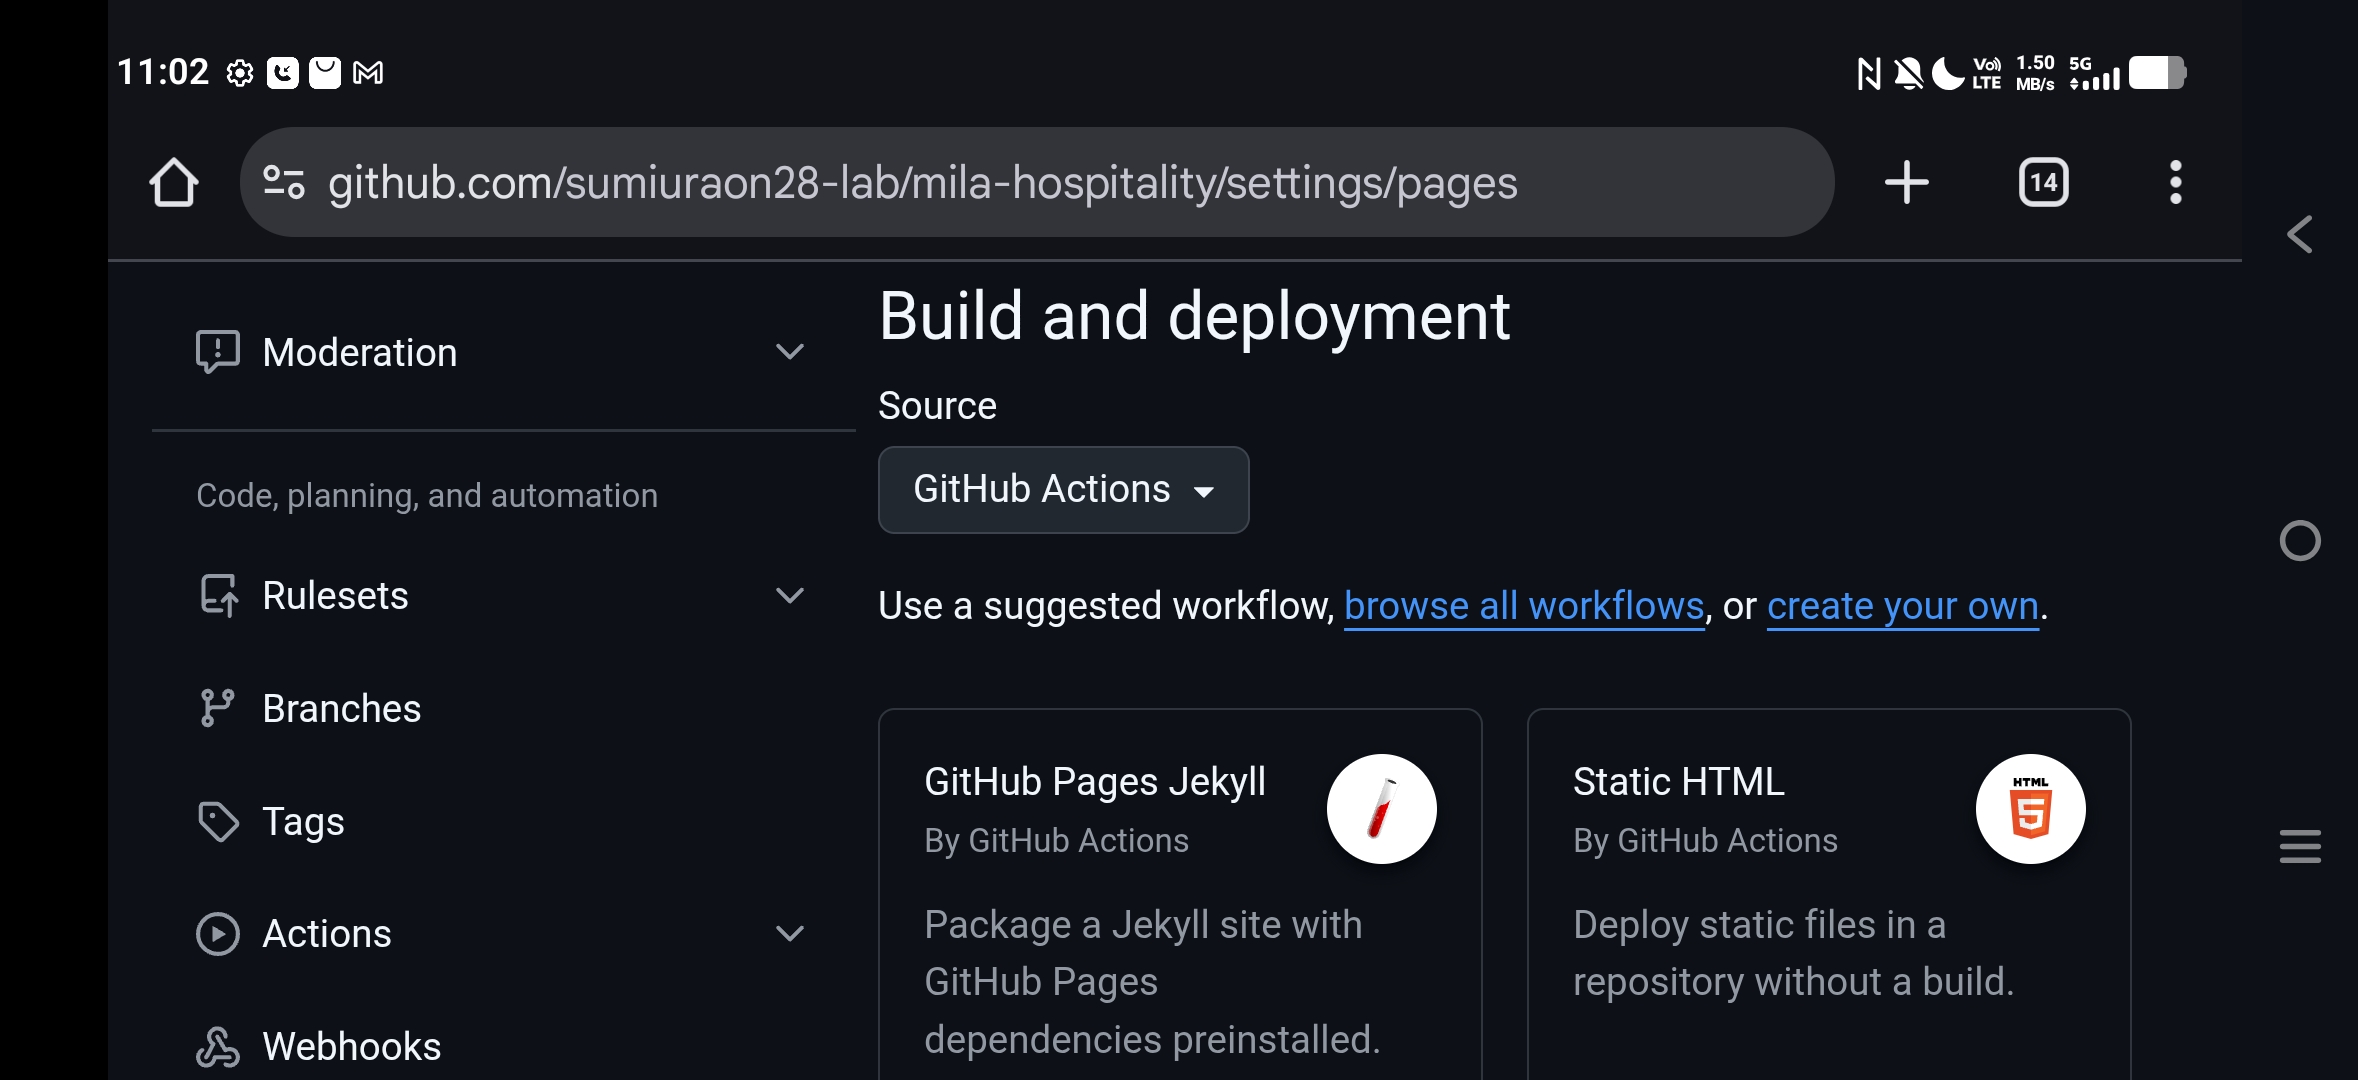 11:02
Vo)) LTE
1.50 MB/s
5G
github.com/sumiuraon28-lab/mila-hospitality/settings/pages
14
Moderation
Code, planning, and automation
Rulesets
Branches
Tags
Actions
Webhooks
Build and deployment
Source
GitHub Actions
Use a suggested workflow, browse all workflows, or create your own.
GitHub Pages Jekyll
By GitHub Actions
Package a Jekyll site with
GitHub Pages
dependencies preinstalled.
Static HTML
By GitHub Actions
HTML
5
Deploy static files in a
repository without a build.